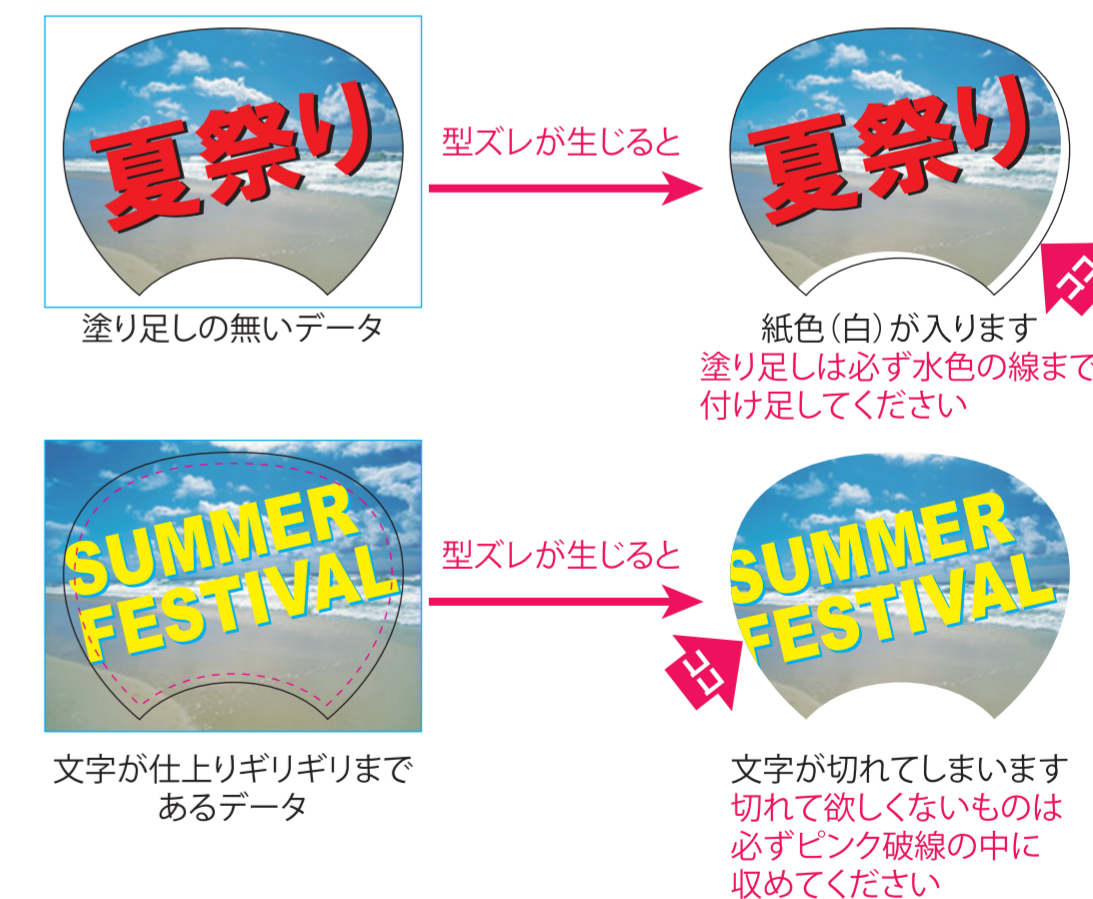 夏祭り
型ズレが生じると
夏祭り
ココ
塗り足しの無いデータ
紙色（白）が入ります
塗り足しは必ず水色の線まで
付け足してください
SUMMER
FESTIVAL
型ズレが生じると
SUMMER
FESTIVAL
ココ
文字が仕上りギリギリまで
あるデータ
文字が切れてしまいます
切れて欲しくないものは
必ずピンク破線の中に
収めてください